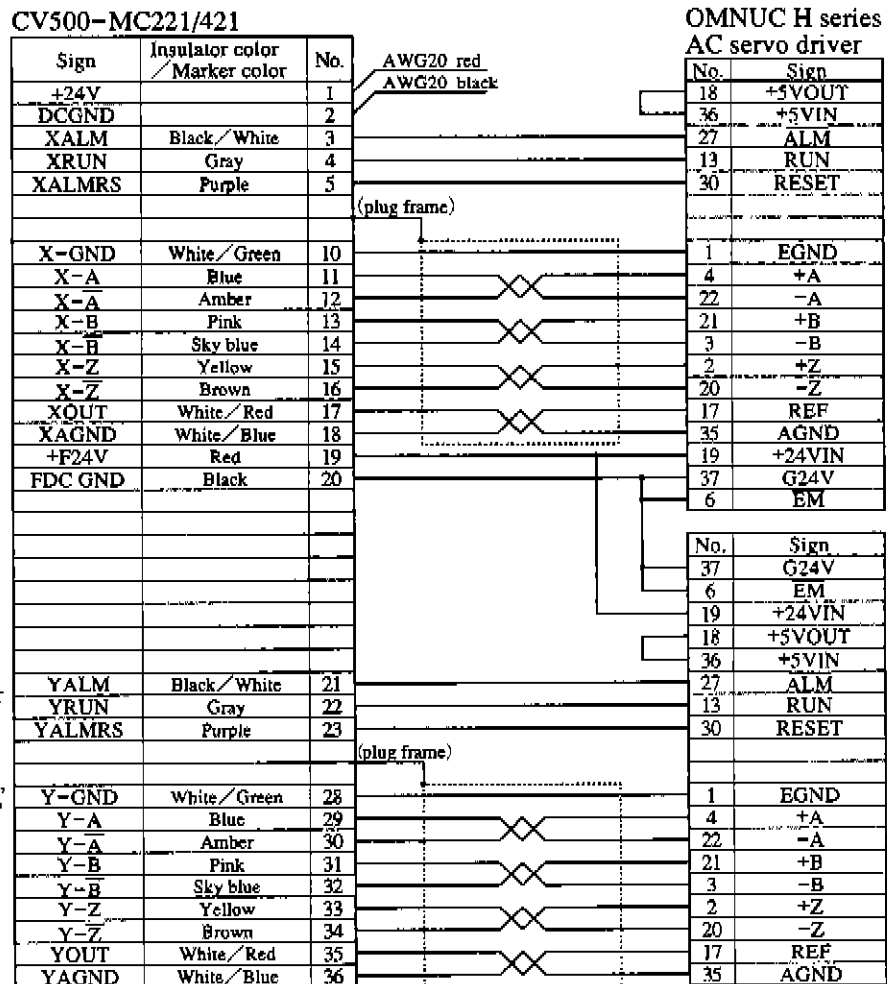 CV500-MC221/421
Sign Insulator color／Marker color No.
+24V 1 AWG20 red
DCGND 2 AWG20 black
XALM Black／White 3
XRUN Gray 4
XALMRS Purple 5
(plug frame)
X-GND White／Green 10
X-A Blue 11
X-A̅ Amber 12
X-B Pink 13
X-B̅ Sky blue 14
X-Z Yellow 15
X-Z̅ Brown 16
XOUT White／Red 17
XAGND White／Blue 18
+F24V Red 19
FDC GND Black 20
YALM Black／White 21
YRUN Gray 22
YALMRS Purple 23
(plug frame)
Y-GND White／Green 28
Y-A Blue 29
Y-A̅ Amber 30
Y-B Pink 31
Y-B̅ Sky blue 32
Y-Z Yellow 33
Y-Z̅ Brown 34
YOUT White／Red 35
YAGND White／Blue 36
OMNUC H series
AC servo driver
No. Sign
18 +5VOUT
36 +5VIN
27 A̅L̅M̅
13 RUN
30 RESET
1 EGND
4 +A
22 -A
21 +B
3 -B
2 +Z
20 -Z
17 REF
35 AGND
19 +24VIN
37 G24V
6 E̅M̅
No. Sign
37 G24V
6 E̅M̅
19 +24VIN
18 +5VOUT
36 +5VIN
27 A̅L̅M̅
13 RUN
30 RESET
1 EGND
4 +A
22 -A
21 +B
3 -B
2 +Z
20 -Z
17 REF
35 AGND